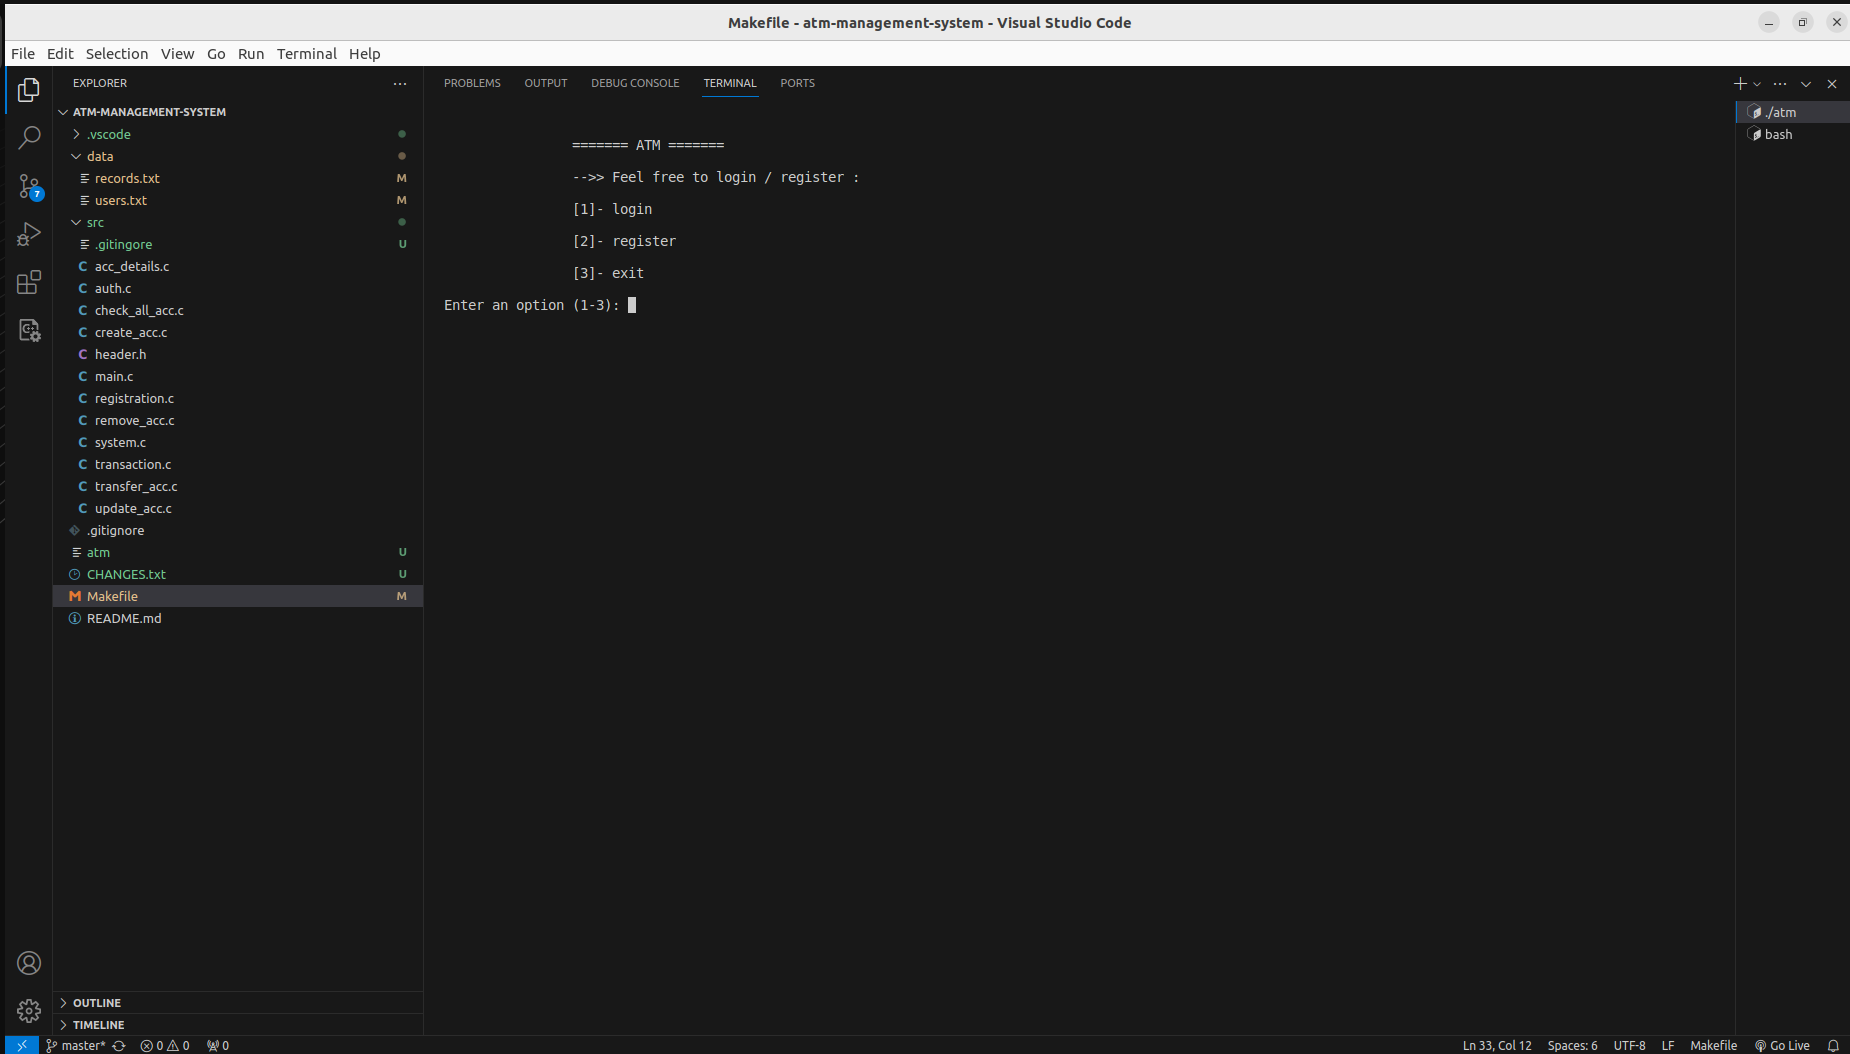 Makefile - atm-management-system - Visual Studio Code
File Edit Selection View Go Run Terminal Help
EXPLORER
ATM-MANAGEMENT-SYSTEM
.vscode
data
records.txt M
users.txt M
src
.gitingore U
acc_details.c
auth.c
check_all_acc.c
create_acc.c
header.h
main.c
registration.c
remove_acc.c
system.c
transaction.c
transfer_acc.c
update_acc.c
.gitignore
atm U
CHANGES.txt U
Makefile M
README.md
OUTLINE
TIMELINE
7
PROBLEMS OUTPUT DEBUG CONSOLE TERMINAL PORTS
======= ATM =======
-->> Feel free to login / register :
[1]- login
[2]- register
[3]- exit
Enter an option (1-3):
./atm
bash
master* 0 0 0
Ln 33, Col 12 Spaces: 6 UTF-8 LF Makefile Go Live